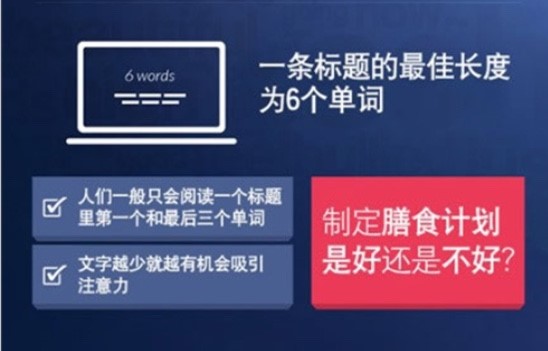 6 words
一条标题的最佳长度
为6个单词
人们一般只会阅读一个标题
里第一个和最后三个单词
文字越少就越有机会吸引
注意力
制定膳食计划
是好还是不好?